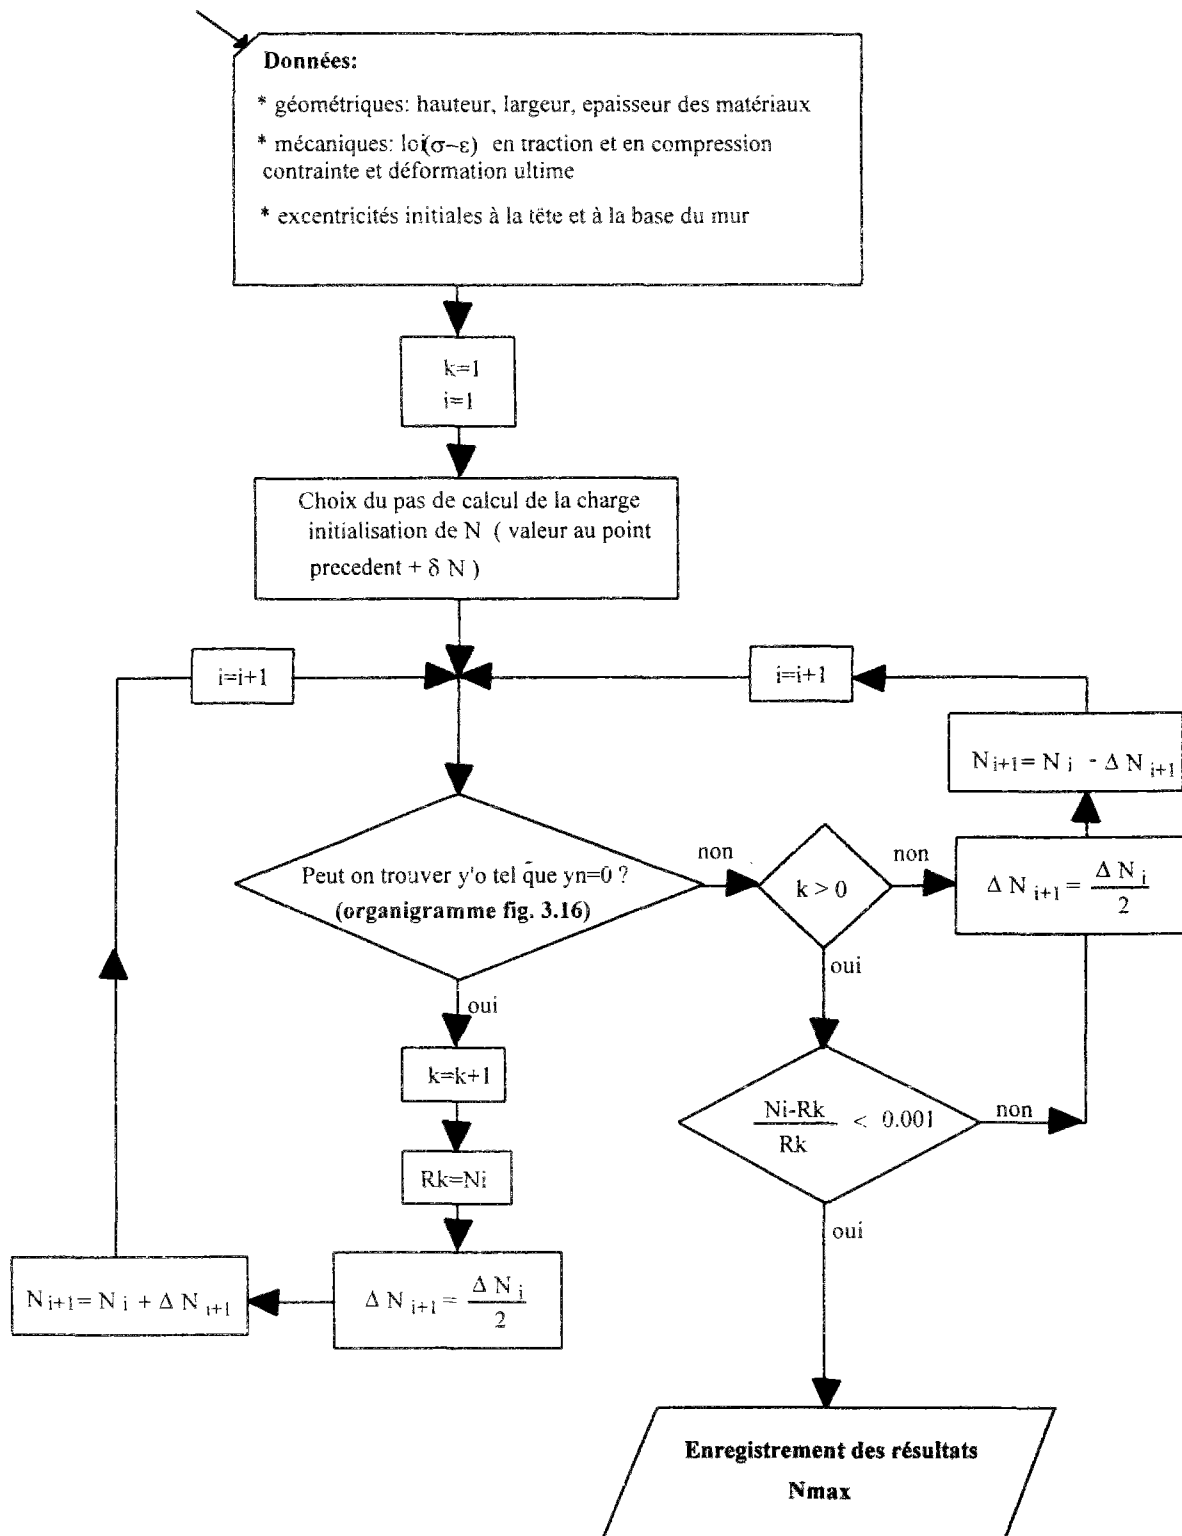 Données:
* géométriques: hauteur, largeur, epaisseur des matériaux
* mécaniques: loi(σ−ε) en traction et en compression
contrainte et déformation ultime
* excentricités initiales à la tête et à la base du mur
k=1
i=1
Choix du pas de calcul de la charge
initialisation de N ( valeur au point
precedent + δ N )
i=i+1
i=i+1
N i+1 = N i - Δ N i+1
Peut on trouver y'o tel que yn=0 ?
(organigramme fig. 3.16)
non
k > 0
non
Δ N i+1 = Δ N i / 2
oui
oui
k=k+1
Ni-Rk / Rk < 0.001
non
Rk=Ni
oui
N i+1 = N i + Δ N i+1
Δ N i+1 = Δ N i / 2
Enregistrement des résultats
Nmax